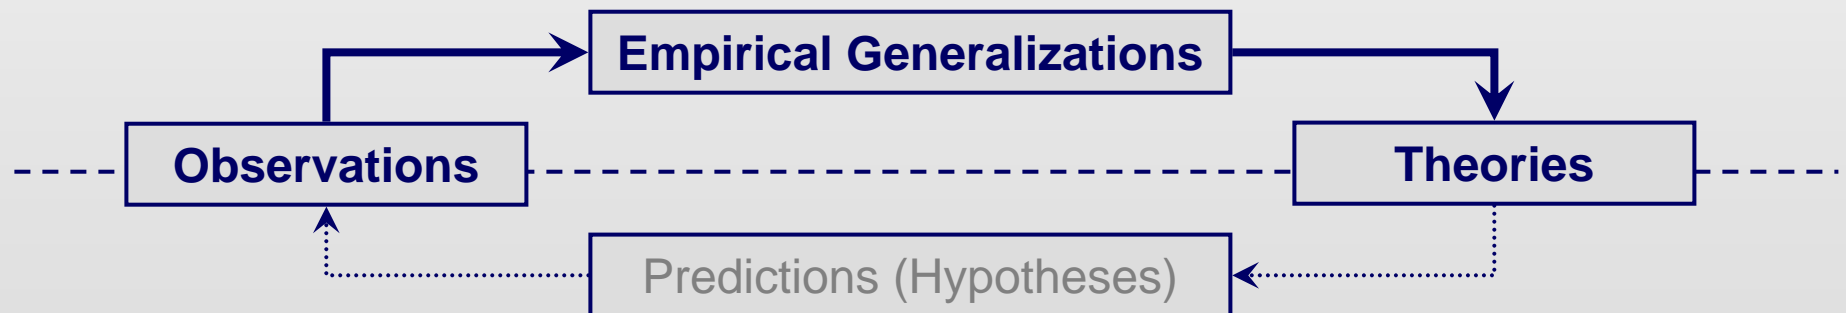 Empirical Generalizations
Observations
Theories
Predictions (Hypotheses)